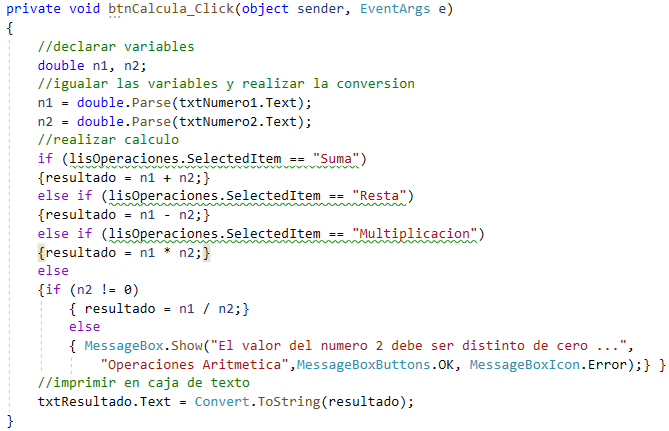 private void btnCalcula_Click(object sender, EventArgs e)
{
//declarar variables
double n1, n2;
//igualar las variables y realizar la conversion
n1 = double.Parse(txtNumero1.Text);
n2 = double.Parse(txtNumero2.Text);
//realizar calculo
if (lisOperaciones.SelectedItem == "Suma")
{resultado = n1 + n2;}
else if (lisOperaciones.SelectedItem == "Resta")
{resultado = n1 - n2;}
else if (lisOperaciones.SelectedItem == "Multiplicacion")
{resultado = n1 * n2;}
else
{if (n2 != 0)
{ resultado = n1 / n2;}
else
{ MessageBox.Show("El valor del numero 2 debe ser distinto de cero ...",
"Operaciones Aritmetica",MessageBoxButtons.OK, MessageBoxIcon.Error);} }
//imprimir en caja de texto
txtResultado.Text = Convert.ToString(resultado);
}